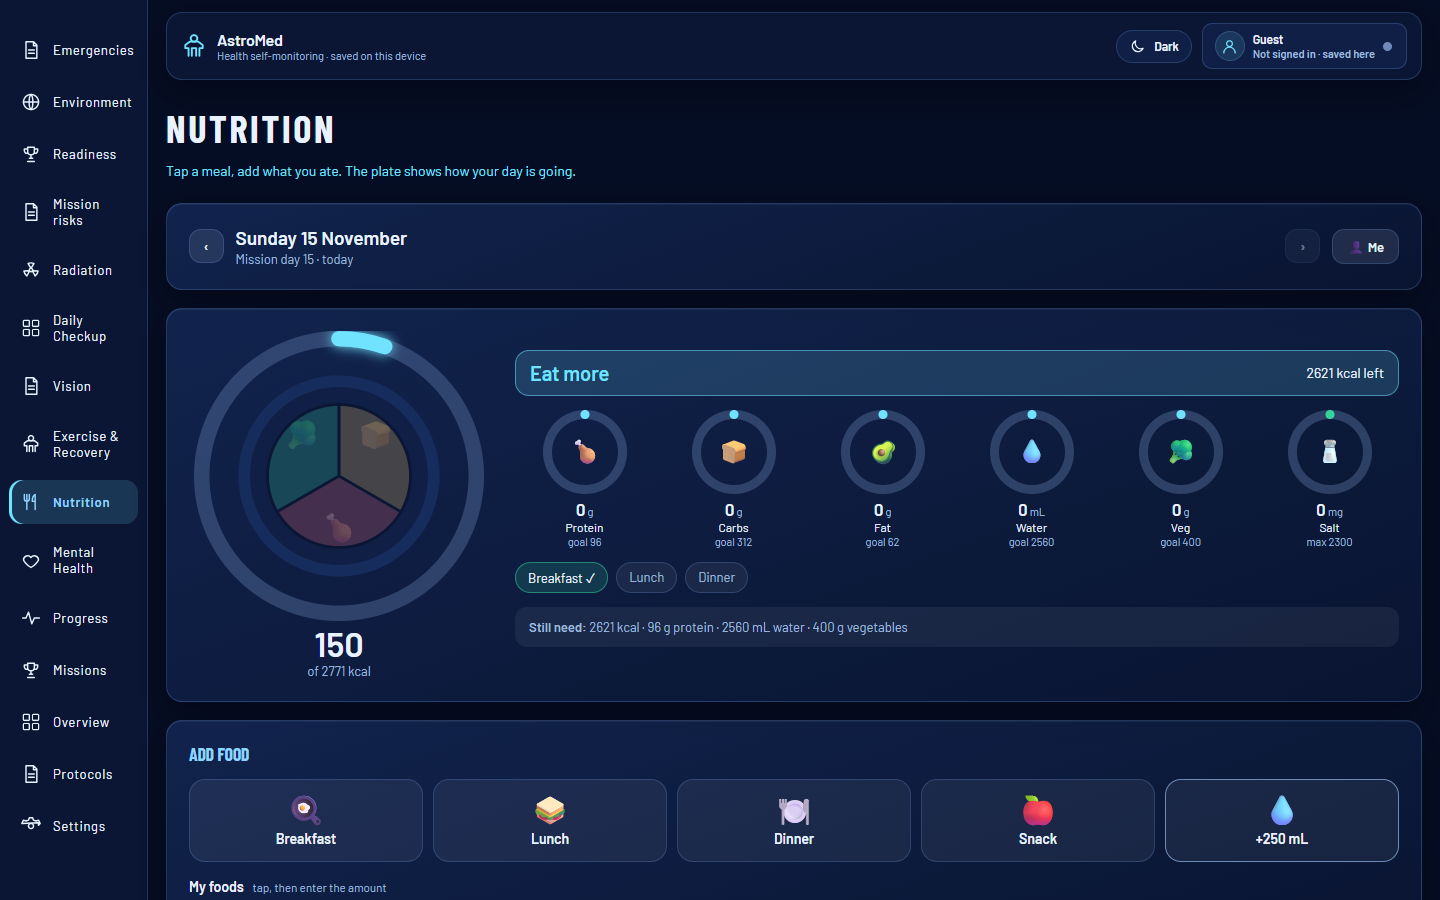 Emergencies
Environment
Readiness
Mission
risks
Radiation
Daily
Checkup
Vision
Exercise &
Recovery
Nutrition
Mental
Health
Progress
Missions
Overview
Protocols
Settings
AstroMed
Health self-monitoring · saved on this device
Dark
Guest
Not signed in · saved here
NUTRITION
Tap a meal, add what you ate. The plate shows how your day is going.
‹
Sunday 15 November
Mission day 15 · today
›
Me
150
of 2771 kcal
Eat more
2621 kcal left
0 g
Protein
goal 96
0 g
Carbs
goal 312
0 g
Fat
goal 62
0 mL
Water
goal 2560
0 g
Veg
goal 400
0 mg
Salt
max 2300
Breakfast ✓
Lunch
Dinner
Still need: 2621 kcal · 96 g protein · 2560 mL water · 400 g vegetables
ADD FOOD
Breakfast
Lunch
Dinner
Snack
+250 mL
My foods tap, then enter the amount